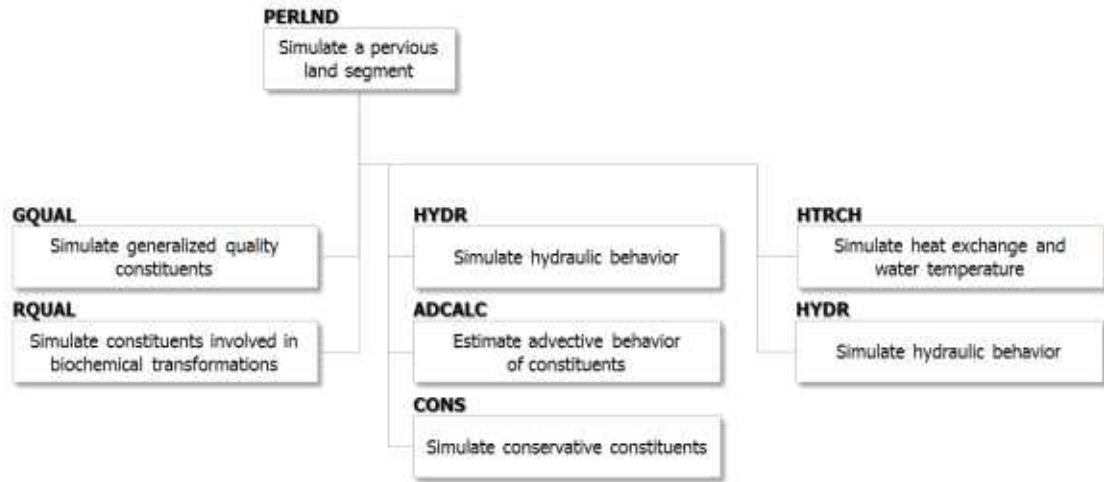 PERLND
Simulate a pervious
land segment
GQUAL
Simulate generalized quality
constituents
RQUAL
Simulate constituents involved in
biochemical transformations
HYDR
Simulate hydraulic behavior
ADCALC
Estimate advective behavior
of constituents
CONS
Simulate conservative constituents
HTRCH
Simulate heat exchange and
water temperature
HYDR
Simulate hydraulic behavior